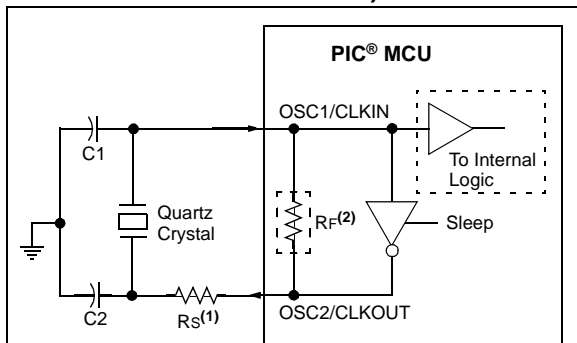 PIC® MCU
OSC1/CLKIN
C1
To Internal
Logic
Quartz
Crystal
RF(2)
Sleep
C2
RS(1)
OSC2/CLKOUT